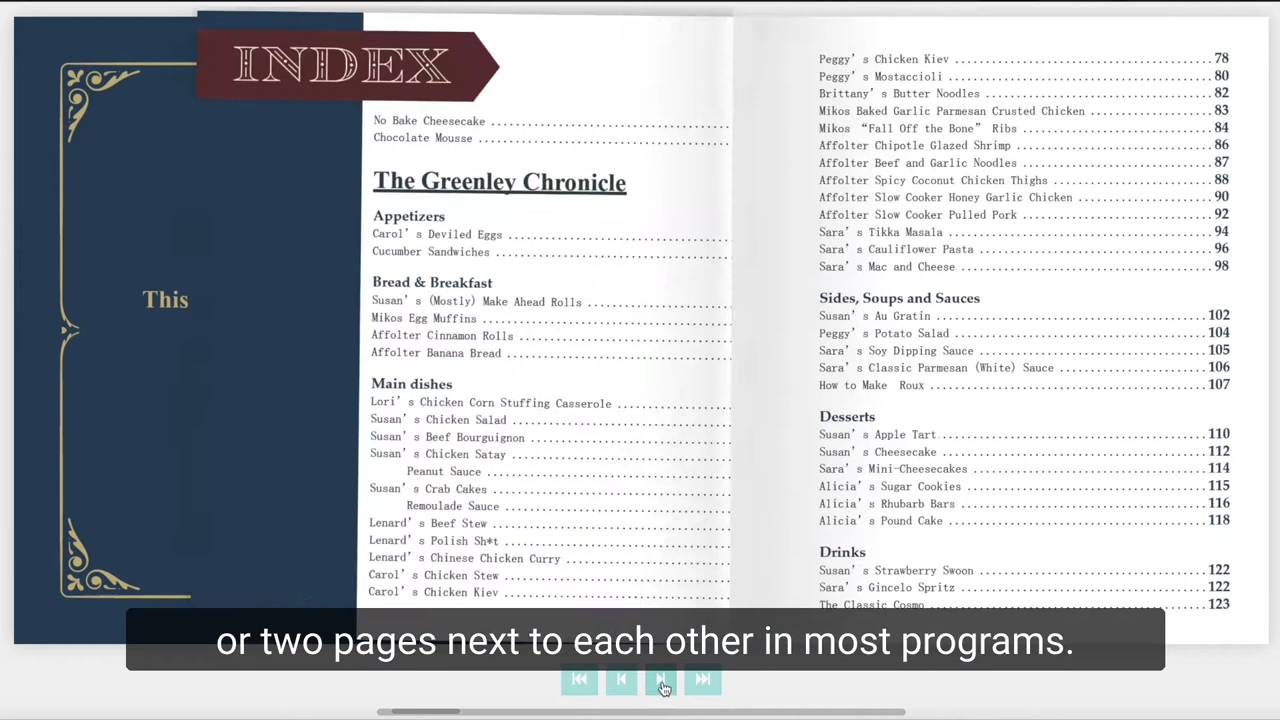 This
INDEX
No Bake Cheesecake
Chocolate Mousse
The Greenley Chronicle
Appetizers
Carol's Deviled Eggs
Cucumber Sandwiches
Bread & Breakfast
Susan's (Mostly) Make Ahead Rolls
Mikos Egg Muffins
Affolter Cinnamon Rolls
Affolter Banana Bread
Main dishes
Lori's Chicken Corn Stuffing Casserole
Susan's Chicken Salad
Susan's Beef Bourguignon
Susan's Chicken Satay
Peanut Sauce
Susan's Crab Cakes
Remoulade Sauce
Lenard's Beef Stew
Lenard's Polish Sh*t
Lenard's Chinese Chicken Curry
Carol's Chicken Stew
Carol's Chicken Kiev
Peggy's Chicken Kiev 78
Peggy's Mostaccioli 80
Brittany's Butter Noodles 82
Mikos Baked Garlic Parmesan Crusted Chicken 83
Mikos “Fall Off the Bone” Ribs 84
Affolter Chipotle Glazed Shrimp 86
Affolter Beef and Garlic Noodles 87
Affolter Spicy Coconut Chicken Thighs 88
Affolter Slow Cooker Honey Garlic Chicken 90
Affolter Slow Cooker Pulled Pork 92
Sara's Tikka Masala 94
Sara's Cauliflower Pasta 96
Sara's Mac and Cheese 98
Sides, Soups and Sauces
Susan's Au Gratin 102
Peggy's Potato Salad 104
Sara's Soy Dipping Sauce 105
Sara's Classic Parmesan (White) Sauce 106
How to Make Roux 107
Desserts
Susan's Apple Tart 110
Susan's Cheesecake 112
Sara's Mini-Cheesecakes 114
Alicia's Sugar Cookies 115
Alicia's Rhubarb Bars 116
Alicia's Pound Cake 118
Drinks
Susan's Strawberry Swoon 122
Sara's Gincelo Spritz 122
The Classic Cosmo 123
or two pages next to each other in most programs.